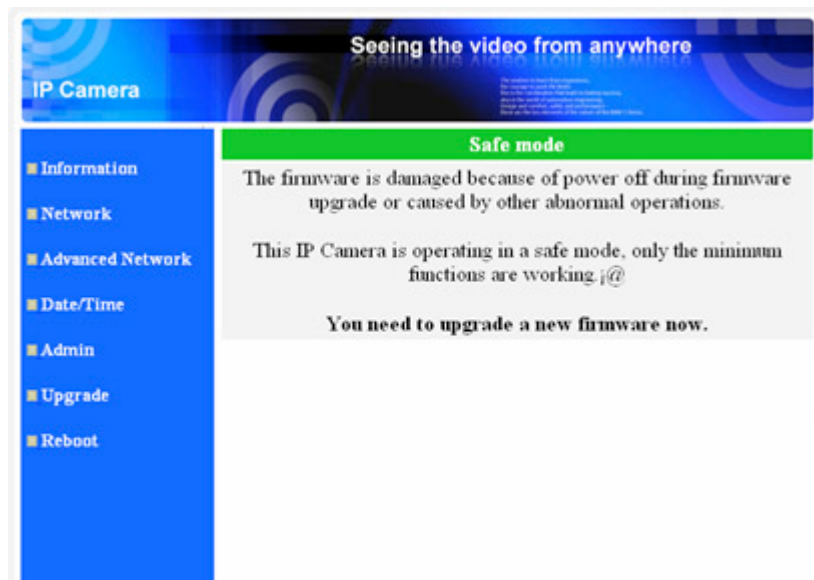 Seeing the video from anywhere
IP Camera
Information
Network
Advanced Network
Date/Time
Admin
Upgrade
Reboot
Safe mode
The firmware is damaged because of power off during firmware
upgrade or caused by other abnormal operations.
This IP Camera is operating in a safe mode, only the minimum
functions are working.¡@
You need to upgrade a new firmware now.